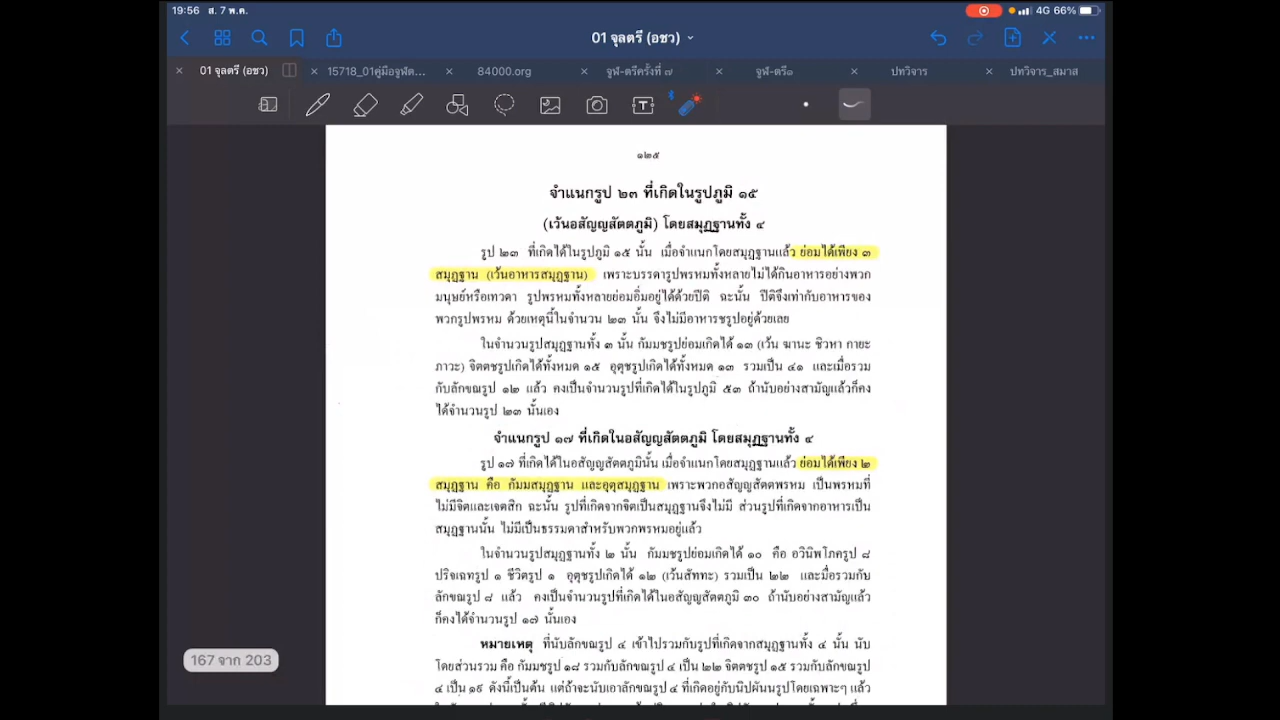 19:56 ส. 7 พ.ค.
4G 66%
01 จุลตรี (อชว)
01 จุลตรี (อชว)
15718_01คู่มือจูฬัต...
84000.org
จูฬ-ตรีครั้งที่ ๗
จูฬ-ตรี๑
ปทวิจาร
ปทวิจาร_สมาส
๑๒๕
จำแนกรูป ๒๓ ที่เกิดในรูปภูมิ ๑๕
(เว้นอสัญญสัตตภูมิ) โดยสมุฏฐานทั้ง ๔
รูป ๒๓ ที่เกิดได้ในรูปภูมิ ๑๕ นั้น เมื่อจำแนกโดยสมุฏฐานแล้ว ย่อมได้เพียง ๓
สมุฏฐาน (เว้นอาหารสมุฏฐาน) เพราะบรรดารูปพรหมทั้งหลายไม่ได้กินอาหารอย่างพวก
มนุษย์หรือเทวดา รูปพรหมทั้งหลายย่อมอิ่มอยู่ได้ด้วยปีติ ฉะนั้น ปีติจึงเท่ากับอาหารของ
พวกรูปพรหม ด้วยเหตุนี้ในจำนวน ๒๓ นั้น จึงไม่มีอาหารชรูปอยู่ด้วยเลย
ในจำนวนรูปสมุฏฐานทั้ง ๓ นั้น กัมมชรูปย่อมเกิดได้ ๑๓ (เว้น ฆานะ ชิวหา กายะ
ภาวะ) จิตตชรูปเกิดได้ทั้งหมด ๑๕ อุตุชรูปเกิดได้ทั้งหมด ๑๓ รวมเป็น ๔๑ และเมื่อรวม
กับลักขณรูป ๑๒ แล้ว คงเป็นจำนวนรูปที่เกิดได้ในรูปภูมิ ๕๓ ถ้านับอย่างสามัญแล้วก็คง
ได้จำนวนรูป ๒๓ นั้นเอง
จำแนกรูป ๑๗ ที่เกิดในอสัญญสัตตภูมิ โดยสมุฏฐานทั้ง ๔
รูป ๑๗ ที่เกิดได้ในอสัญญสัตตภูมินั้น เมื่อจำแนกโดยสมุฏฐานแล้ว ย่อมได้เพียง ๒
สมุฏฐาน คือ กัมมสมุฏฐาน และอุตุสมุฏฐาน เพราะพวกอสัญญสัตตพรหม เป็นพรหมที่
ไม่มีจิตและเจตสิก ฉะนั้น รูปที่เกิดจากจิตเป็นสมุฏฐานจึงไม่มี ส่วนรูปที่เกิดจากอาหารเป็น
สมุฏฐานนั้น ไม่มีเป็นธรรมดาสำหรับพวกพรหมอยู่แล้ว
ในจำนวนรูปสมุฏฐานทั้ง ๒ นั้น กัมมชรูปย่อมเกิดได้ ๑๐ คือ อวินิพโภครูป ๘
ปริจเฉทรูป ๑ ชีวิตรูป ๑ อุตุชรูปเกิดได้ ๑๒ (เว้นสัททะ) รวมเป็น ๒๒ และเมื่อรวมกับ
ลักขณรูป ๘ แล้ว คงเป็นจำนวนรูปที่เกิดได้ในอสัญญสัตตภูมิ ๓๐ ถ้านับอย่างสามัญแล้ว
ก็คงได้จำนวนรูป ๑๗ นั้นเอง
หมายเหตุ ที่นับลักขณรูป ๔ เข้าไปรวมกับรูปที่เกิดจากสมุฏฐานทั้ง ๔ นั้น นับ
โดยส่วนรวม คือ กัมมชรูป ๑๘ รวมกับลักขณรูป ๔ เป็น ๒๒ จิตตชรูป ๑๕ รวมกับลักขณรูป
๔ เป็น ๑๙ ดังนี้เป็นต้น แต่ถ้าจะนับเอาลักขณรูป ๔ ที่เกิดอยู่กับนิปผันนรูปโดยเฉพาะๆ แล้ว
167 จาก 203